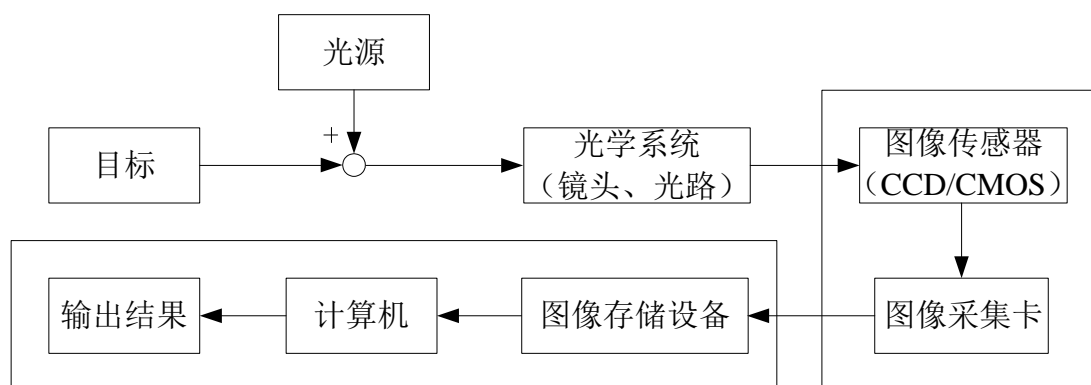 光源
+
目标
光学系统
（镜头、光路）
图像传感器
（CCD/CMOS）
输出结果
计算机
图像存储设备
图像采集卡